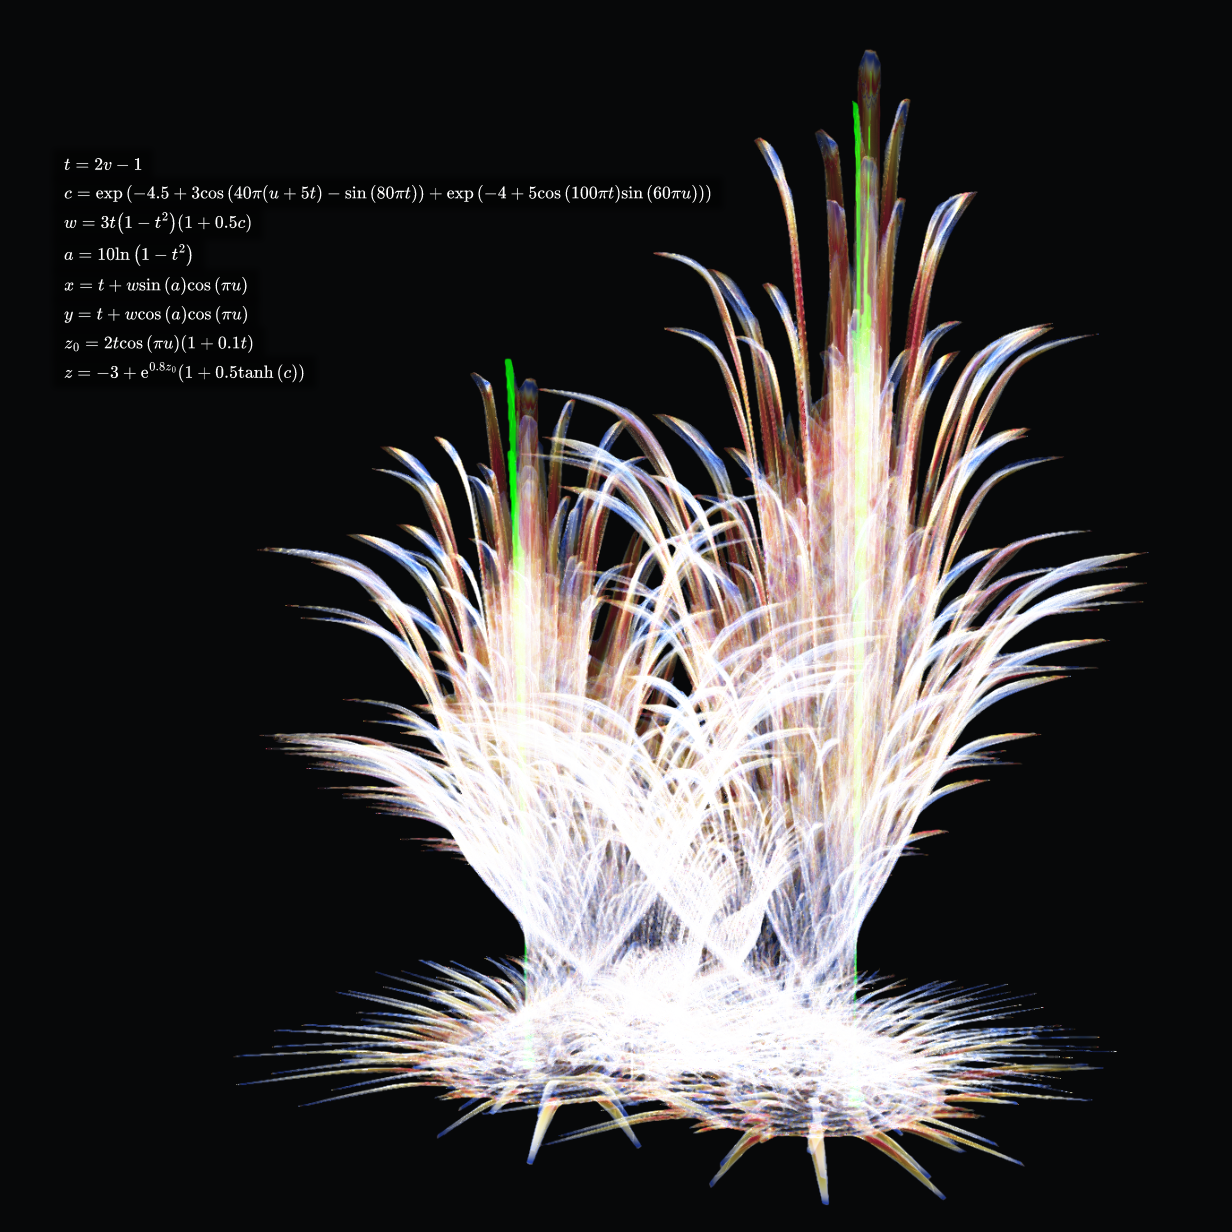 t = 2v − 1
c = exp (−4.5 + 3cos (40π(u + 5t) − sin (80πt)) + exp (−4 + 5cos (100πt)sin (60πu)))
w = 3t(1 − t²)(1 + 0.5c)
a = 10ln (1 − t²)
x = t + wsin (a)cos (πu)
y = t + wcos (a)cos (πu)
z₀ = 2tcos (πu)(1 + 0.1t)
z = −3 + e^{0.8z₀}(1 + 0.5tanh (c))